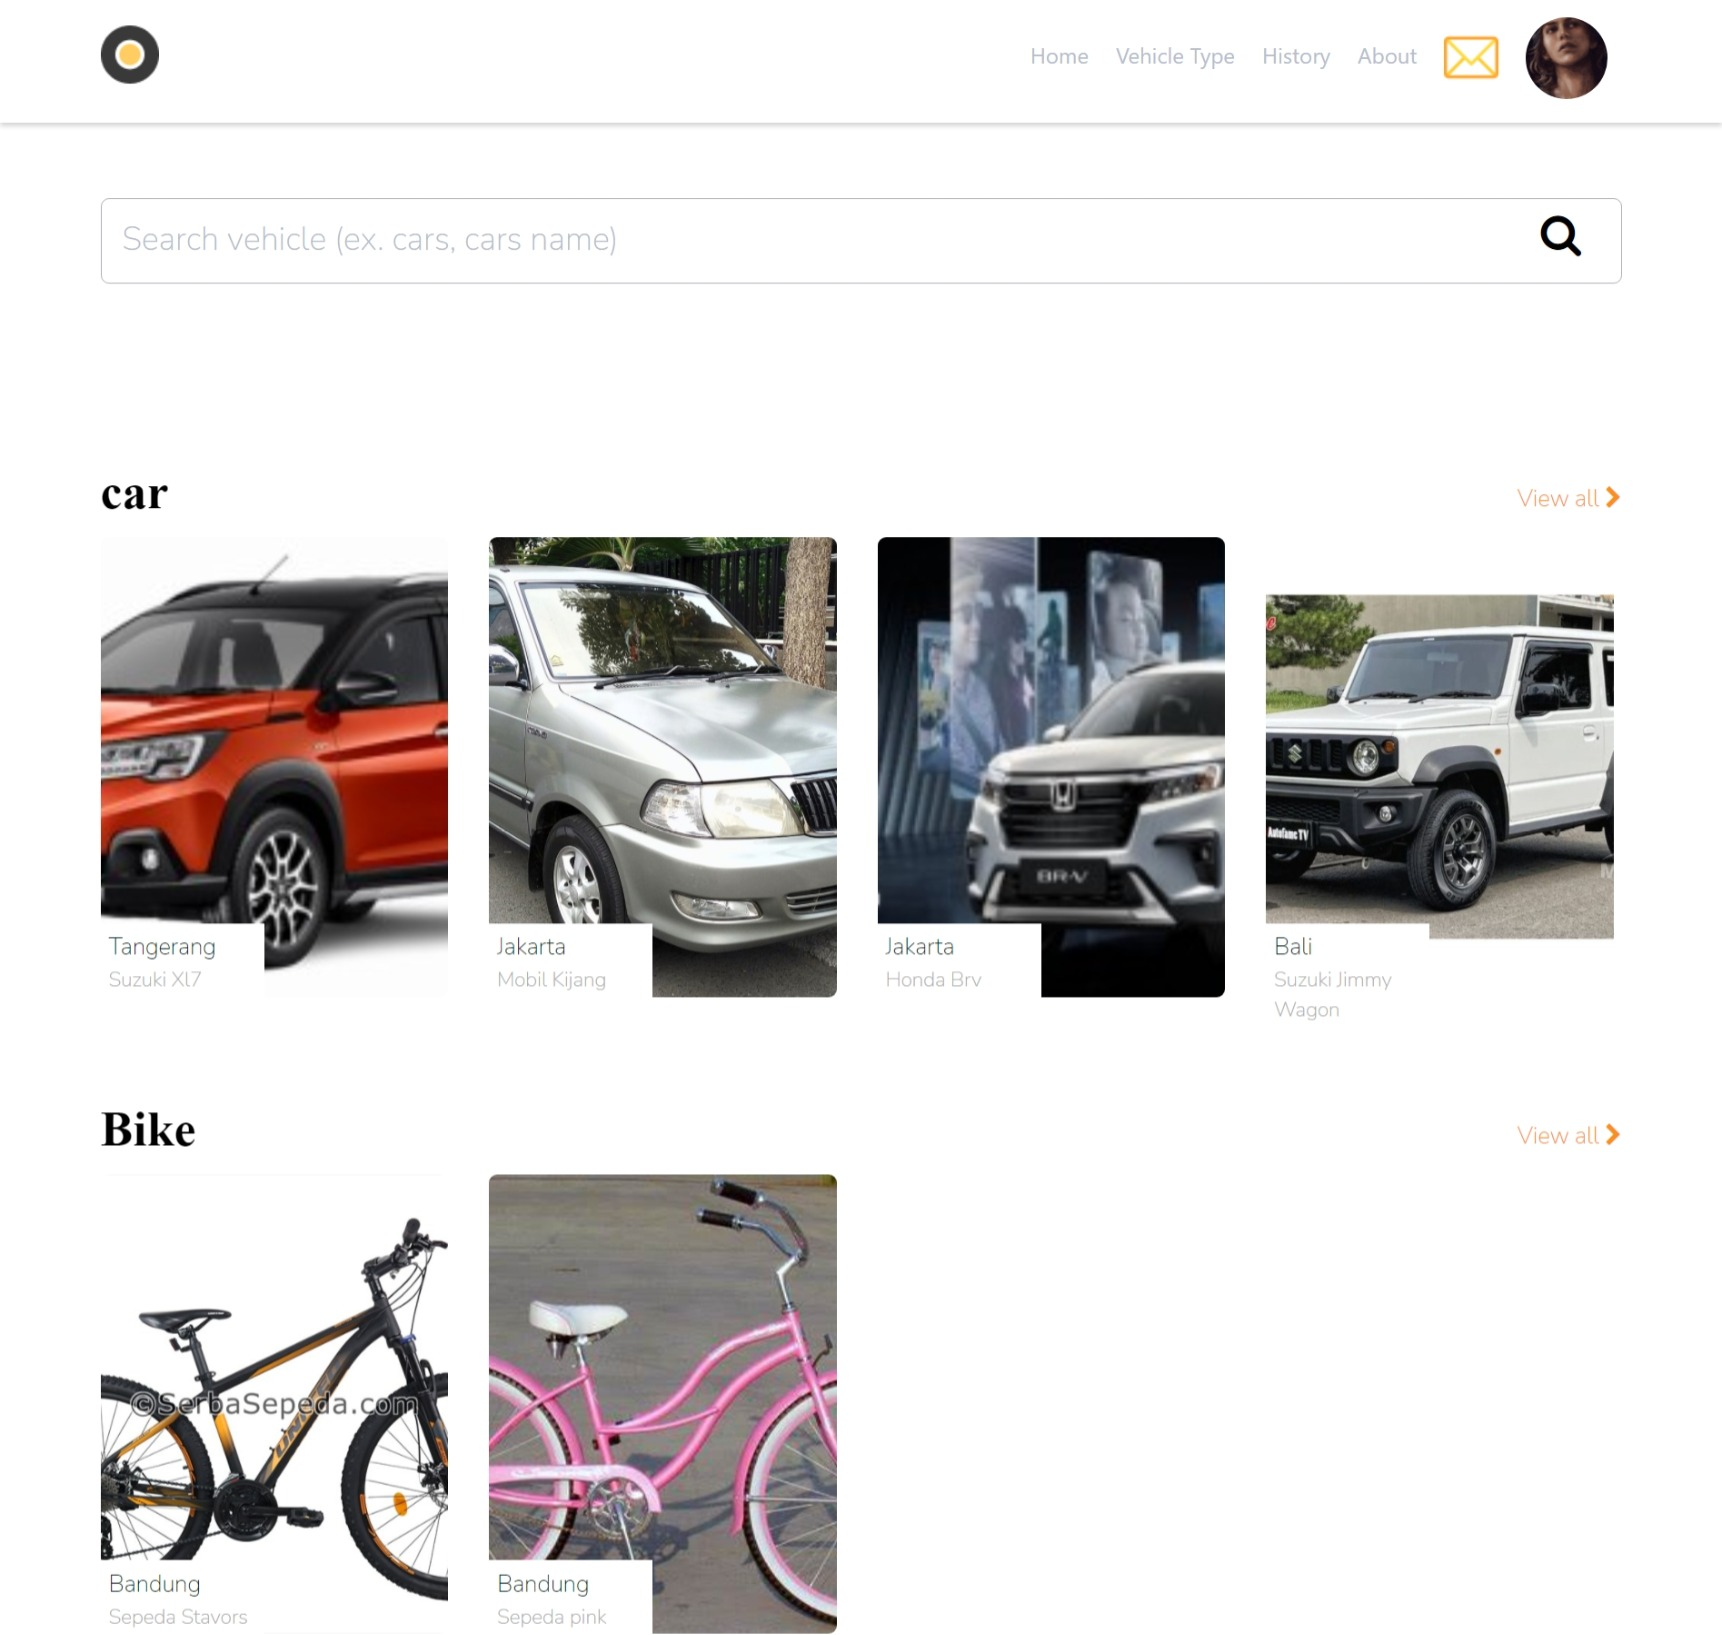 Home Vehicle Type History About
Search vehicle (ex. cars, cars name)
car
View all
BR-V
Autofame TV
Tangerang
Suzuki Xl7
Jakarta
Mobil Kijang
Jakarta
Honda Brv
Bali
Suzuki Jimmy
Wagon
Bike
View all
©SerbaSepeda.com
Bandung
Sepeda Stavors
Bandung
Sepeda pink